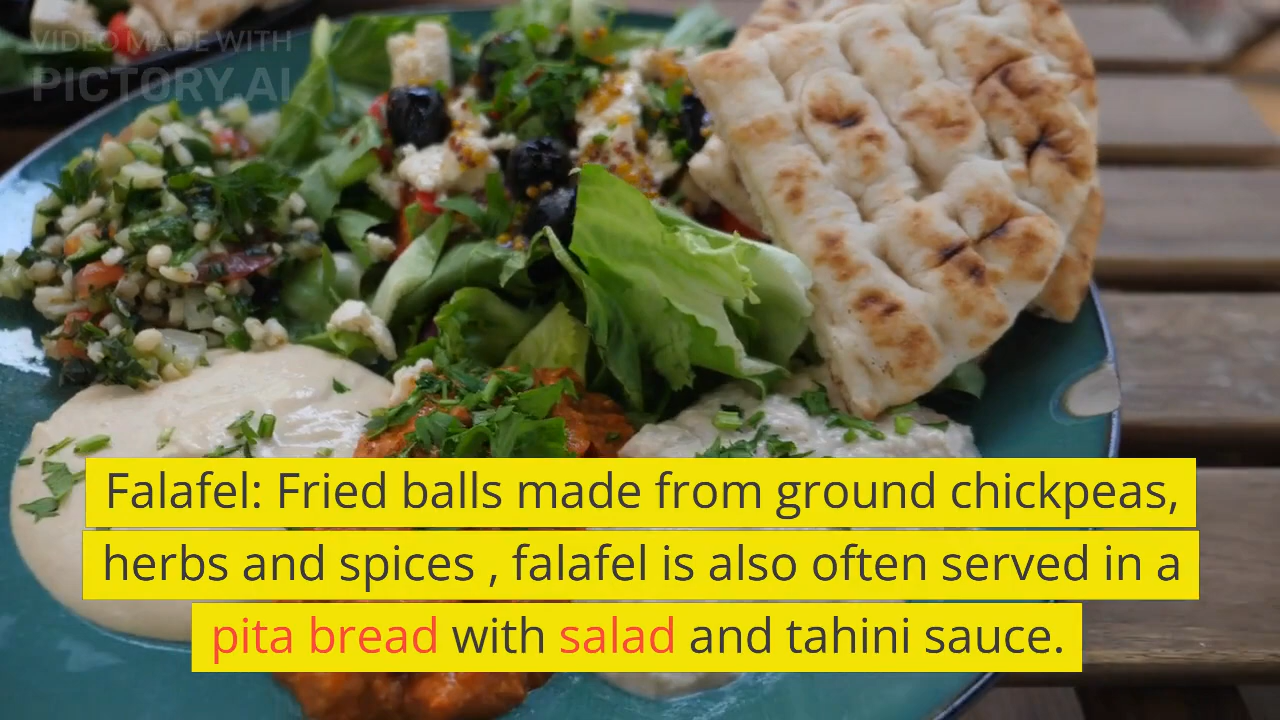 VIDEO MADE WITH
PICTORY.AI
Falafel: Fried balls made from ground chickpeas,
herbs and spices , falafel is also often served in a
pita bread with salad and tahini sauce.